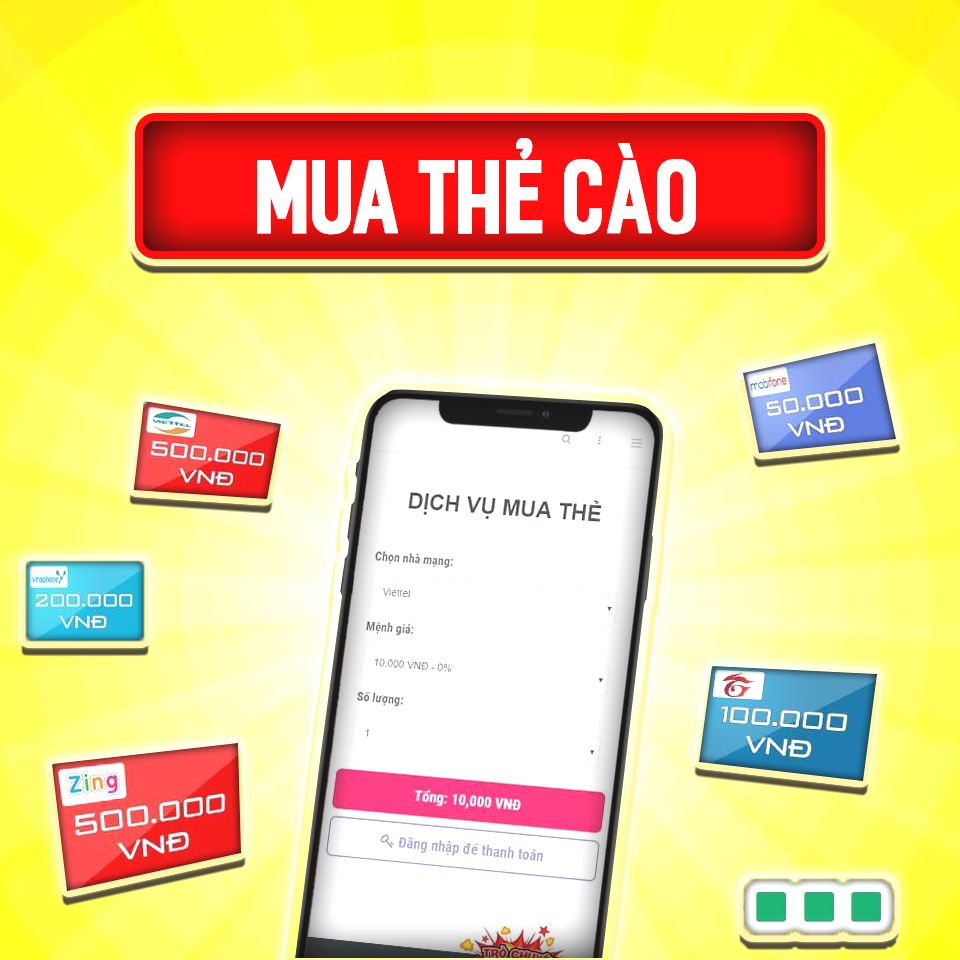 MUA THẺ CÀO
mobifone
50.000
VNĐ
VIETTEL
500.000
VNĐ
DỊCH VỤ MUA THẺ
Chọn nhà mạng:
Viettel
vinaphone
200.000
VNĐ
Mệnh giá:
10.000 VNĐ - 0%
Số lượng:
1
100.000
VNĐ
Zing
500.000
VNĐ
Tổng: 10,000 VNĐ
Đăng nhập để thanh toán
TRÒ CHUYỆN